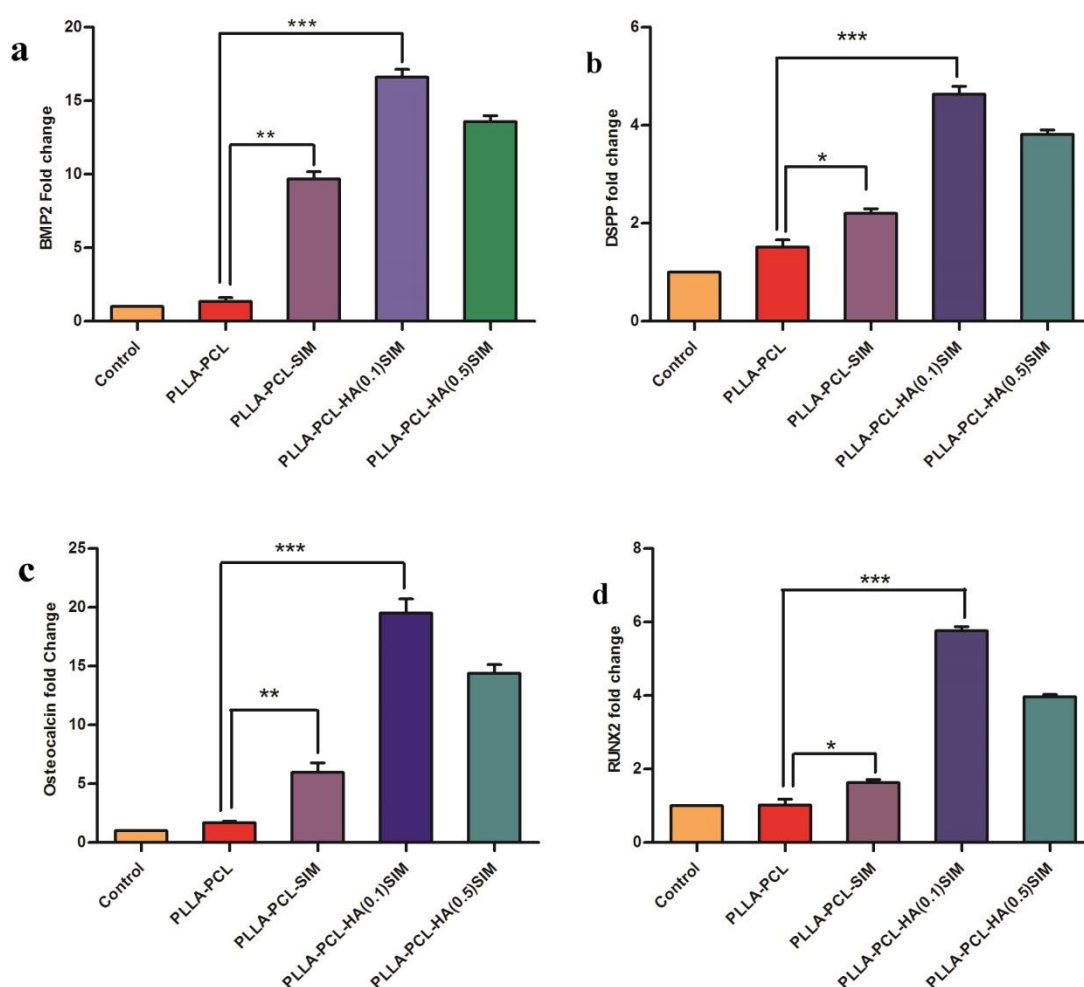 a
BMP2 Fold change
20
15
10
5
0
***
**
Control
PLLA-PCL
PLLA-PCL-SIM
PLLA-PCL-HA(0.1)SIM
PLLA-PCL-HA(0.5)SIM
b
DSPP fold change
6
4
2
0
***
*
Control
PLLA-PCL
PLLA-PCL-SIM
PLLA-PCL-HA(0.1)SIM
PLLA-PCL-HA(0.5)SIM
c
Osteocalcin fold Change
25
20
15
10
5
0
***
**
Control
PLLA-PCL
PLLA-PCL-SIM
PLLA-PCL-HA(0.1)SIM
PLLA-PCL-HA(0.5)SIM
d
RUNX2 fold change
8
6
4
2
0
***
*
Control
PLLA-PCL
PLLA-PCL-SIM
PLLA-PCL-HA(0.1)SIM
PLLA-PCL-HA(0.5)SIM